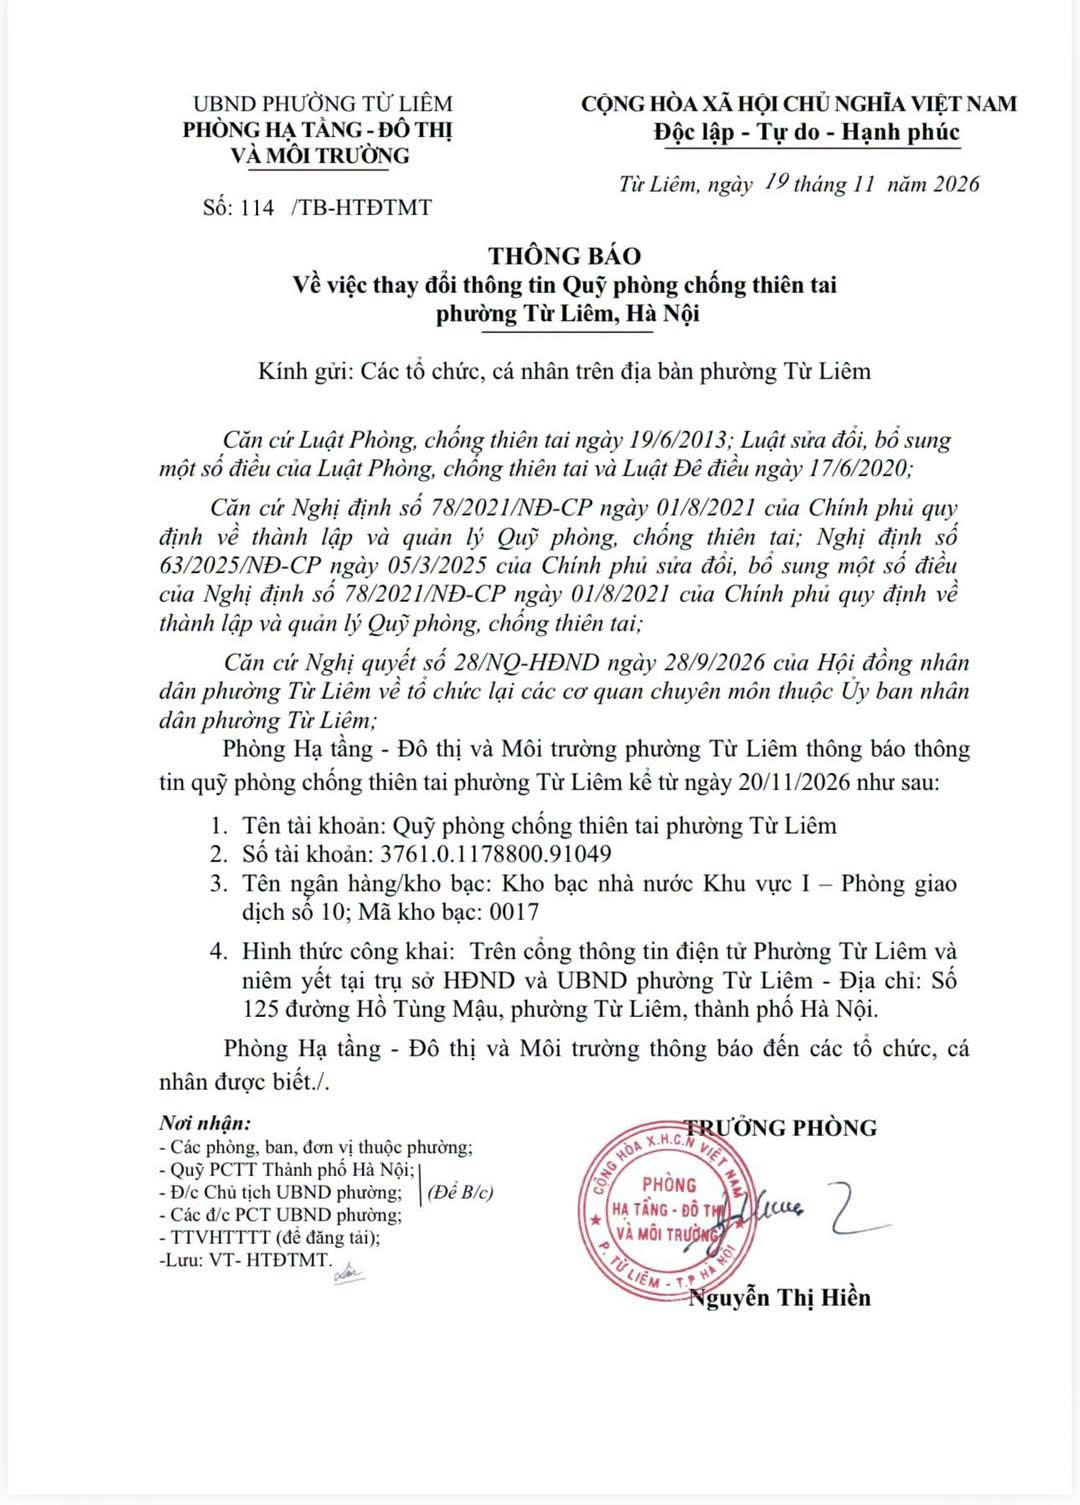 UBND PHƯỜNG TỪ LIÊM
PHÒNG HẠ TẦNG - ĐÔ THỊ
VÀ MÔI TRƯỜNG
Số: 114 /TB-HTĐTMT
CỘNG HÒA XÃ HỘI CHỦ NGHĨA VIỆT NAM
Độc lập - Tự do - Hạnh phúc
Từ Liêm, ngày 19 tháng 11 năm 2026
THÔNG BÁO
Về việc thay đổi thông tin Quỹ phòng chống thiên tai
phường Từ Liêm, Hà Nội
Kính gửi: Các tổ chức, cá nhân trên địa bàn phường Từ Liêm
Căn cứ Luật Phòng, chống thiên tai ngày 19/6/2013; Luật sửa đổi, bổ sung
một số điều của Luật Phòng, chống thiên tai và Luật Đê điều ngày 17/6/2020;
Căn cứ Nghị định số 78/2021/NĐ-CP ngày 01/8/2021 của Chính phủ quy
định về thành lập và quản lý Quỹ phòng, chống thiên tai; Nghị định số
63/2025/NĐ-CP ngày 05/3/2025 của Chính phủ sửa đổi, bổ sung một số điều
của Nghị định số 78/2021/NĐ-CP ngày 01/8/2021 của Chính phủ quy định về
thành lập và quản lý Quỹ phòng, chống thiên tai;
Căn cứ Nghị quyết số 28/NQ-HĐND ngày 28/9/2026 của Hội đồng nhân
dân phường Từ Liêm về tổ chức lại các cơ quan chuyên môn thuộc Ủy ban nhân
dân phường Từ Liêm;
Phòng Hạ tầng - Đô thị và Môi trường phường Từ Liêm thông báo thông
tin quỹ phòng chống thiên tai phường Từ Liêm kể từ ngày 20/11/2026 như sau:
1. Tên tài khoản: Quỹ phòng chống thiên tai phường Từ Liêm
2. Số tài khoản: 3761.0.1178800.91049
3. Tên ngân hàng/kho bạc: Kho bạc nhà nước Khu vực I – Phòng giao
dịch số 10; Mã kho bạc: 0017
4. Hình thức công khai: Trên cổng thông tin điện tử Phường Từ Liêm và
niêm yết tại trụ sở HĐND và UBND phường Từ Liêm - Địa chỉ: Số
125 đường Hồ Tùng Mậu, phường Từ Liêm, thành phố Hà Nội.
Phòng Hạ tầng - Đô thị và Môi trường thông báo đến các tổ chức, cá
nhân được biết./.
Nơi nhận:
- Các phòng, ban, đơn vị thuộc phường;
- Quỹ PCTT Thành phố Hà Nội;
- Đ/c Chủ tịch UBND phường; (Để B/c)
- Các đ/c PCT UBND phường;
- TTVHTTTT (để đăng tải);
-Lưu: VT- HTĐTMT.
TRƯỞNG PHÒNG
CỘNG HÒA X.H.C.N VIỆT NAM
PHÒNG
HẠ TẦNG - ĐÔ THỊ
VÀ MÔI TRƯỜNG
P. TỪ LIÊM - T.P HÀ NỘI
Nguyễn Thị Hiền